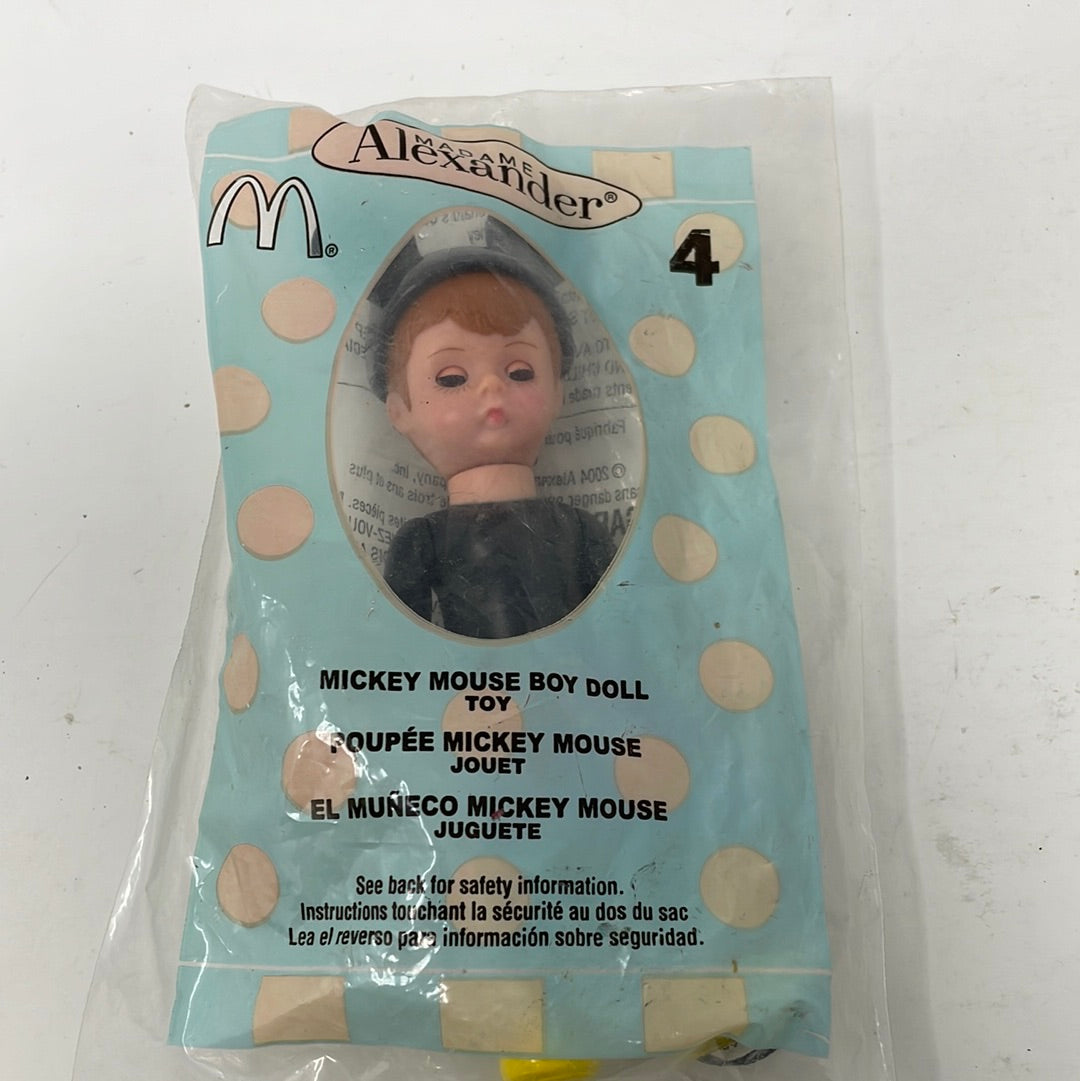 MADAME
Alexander®
M®
4
MICKEY MOUSE BOY DOLL
TOY
POUPÉE MICKEY MOUSE
JOUET
EL MUÑECO MICKEY MOUSE
JUGUETE
See back for safety information.
Instructions touchant la sécurité au dos du sac
Lea el reverso para información sobre seguridad.